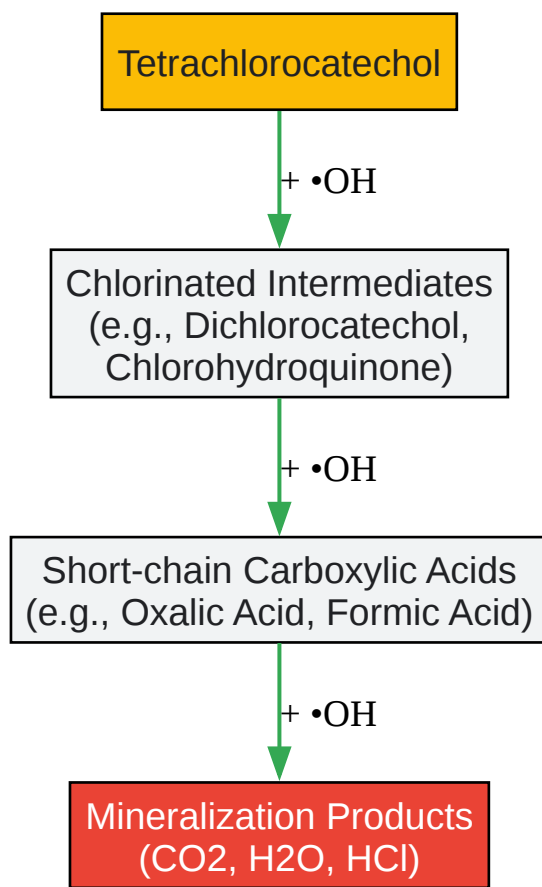 Tetrachlorocatechol
+ •OH
Chlorinated Intermediates
(e.g., Dichlorocatechol,
Chlorohydroquinone)
+ •OH
Short-chain Carboxylic Acids
(e.g., Oxalic Acid, Formic Acid)
+ •OH
Mineralization Products
(CO2, H2O, HCl)